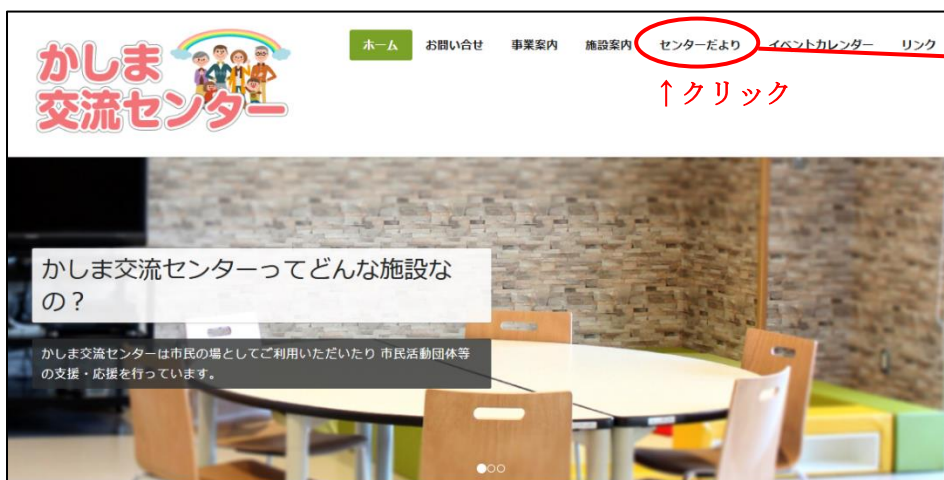 かしま
交流センター
ホーム お問い合せ 事業案内 施設案内 センターだより イベントカレンダー リンク
↑クリック
かしま交流センターってどんな施設な
の？
かしま交流センターは市民の場としてご利用いただいたり 市民活動団体等
の支援・応援を行っています。